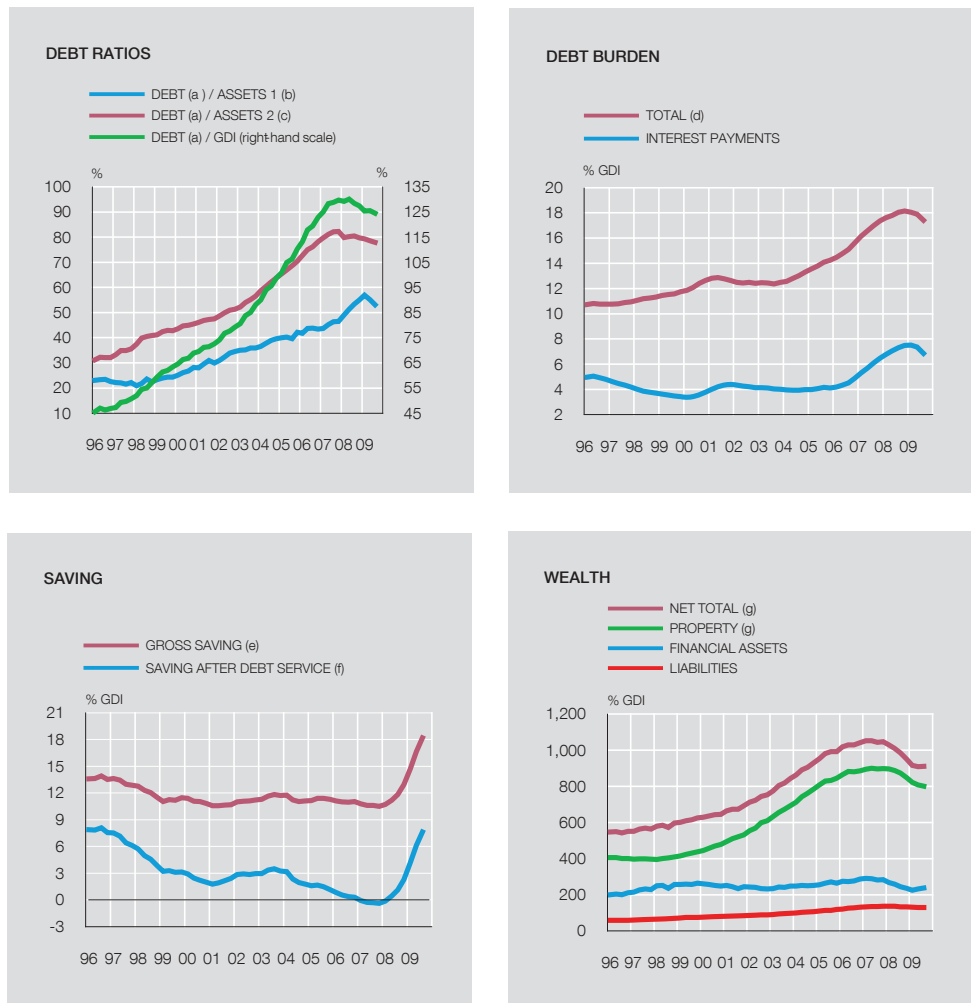 DEBT RATIOS
DEBT (a ) / ASSETS 1 (b)
DEBT (a) / ASSETS 2 (c)
DEBT (a) / GDI (right-hand scale)
% %
100 135
90 125
80 115
70 105
60 95
50 85
40 75
30 65
20 55
10 45
96 97 98 99 00 01 02 03 04 05 06 07 08 09
DEBT BURDEN
TOTAL (d)
INTEREST PAYMENTS
% GDI
20
18
16
14
12
10
8
6
4
2
96 97 98 99 00 01 02 03 04 05 06 07 08 09
SAVING
GROSS SAVING (e)
SAVING AFTER DEBT SERVICE (f)
% GDI
21
18
15
12
9
6
3
0
-3
96 97 98 99 00 01 02 03 04 05 06 07 08 09
WEALTH
NET TOTAL (g)
PROPERTY (g)
FINANCIAL ASSETS
LIABILITIES
% GDI
1,200
1,000
800
600
400
200
0
96 97 98 99 00 01 02 03 04 05 06 07 08 09